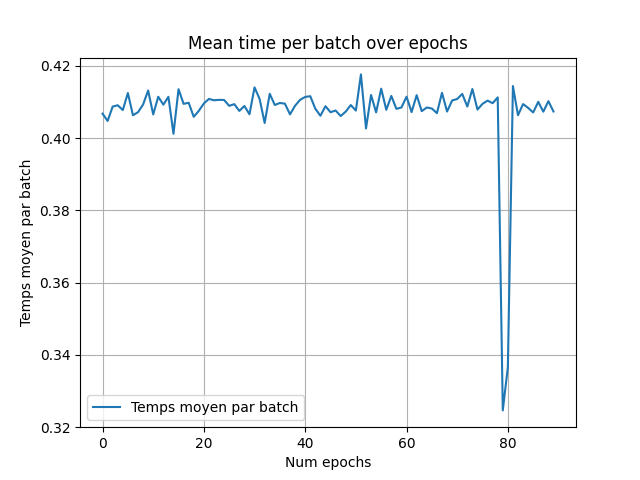 Mean time per batch over epochs
Temps moyen par batch
0.42
0.40
0.38
0.36
0.34
0.32
Temps moyen par batch
0
20
40
60
80
Num epochs